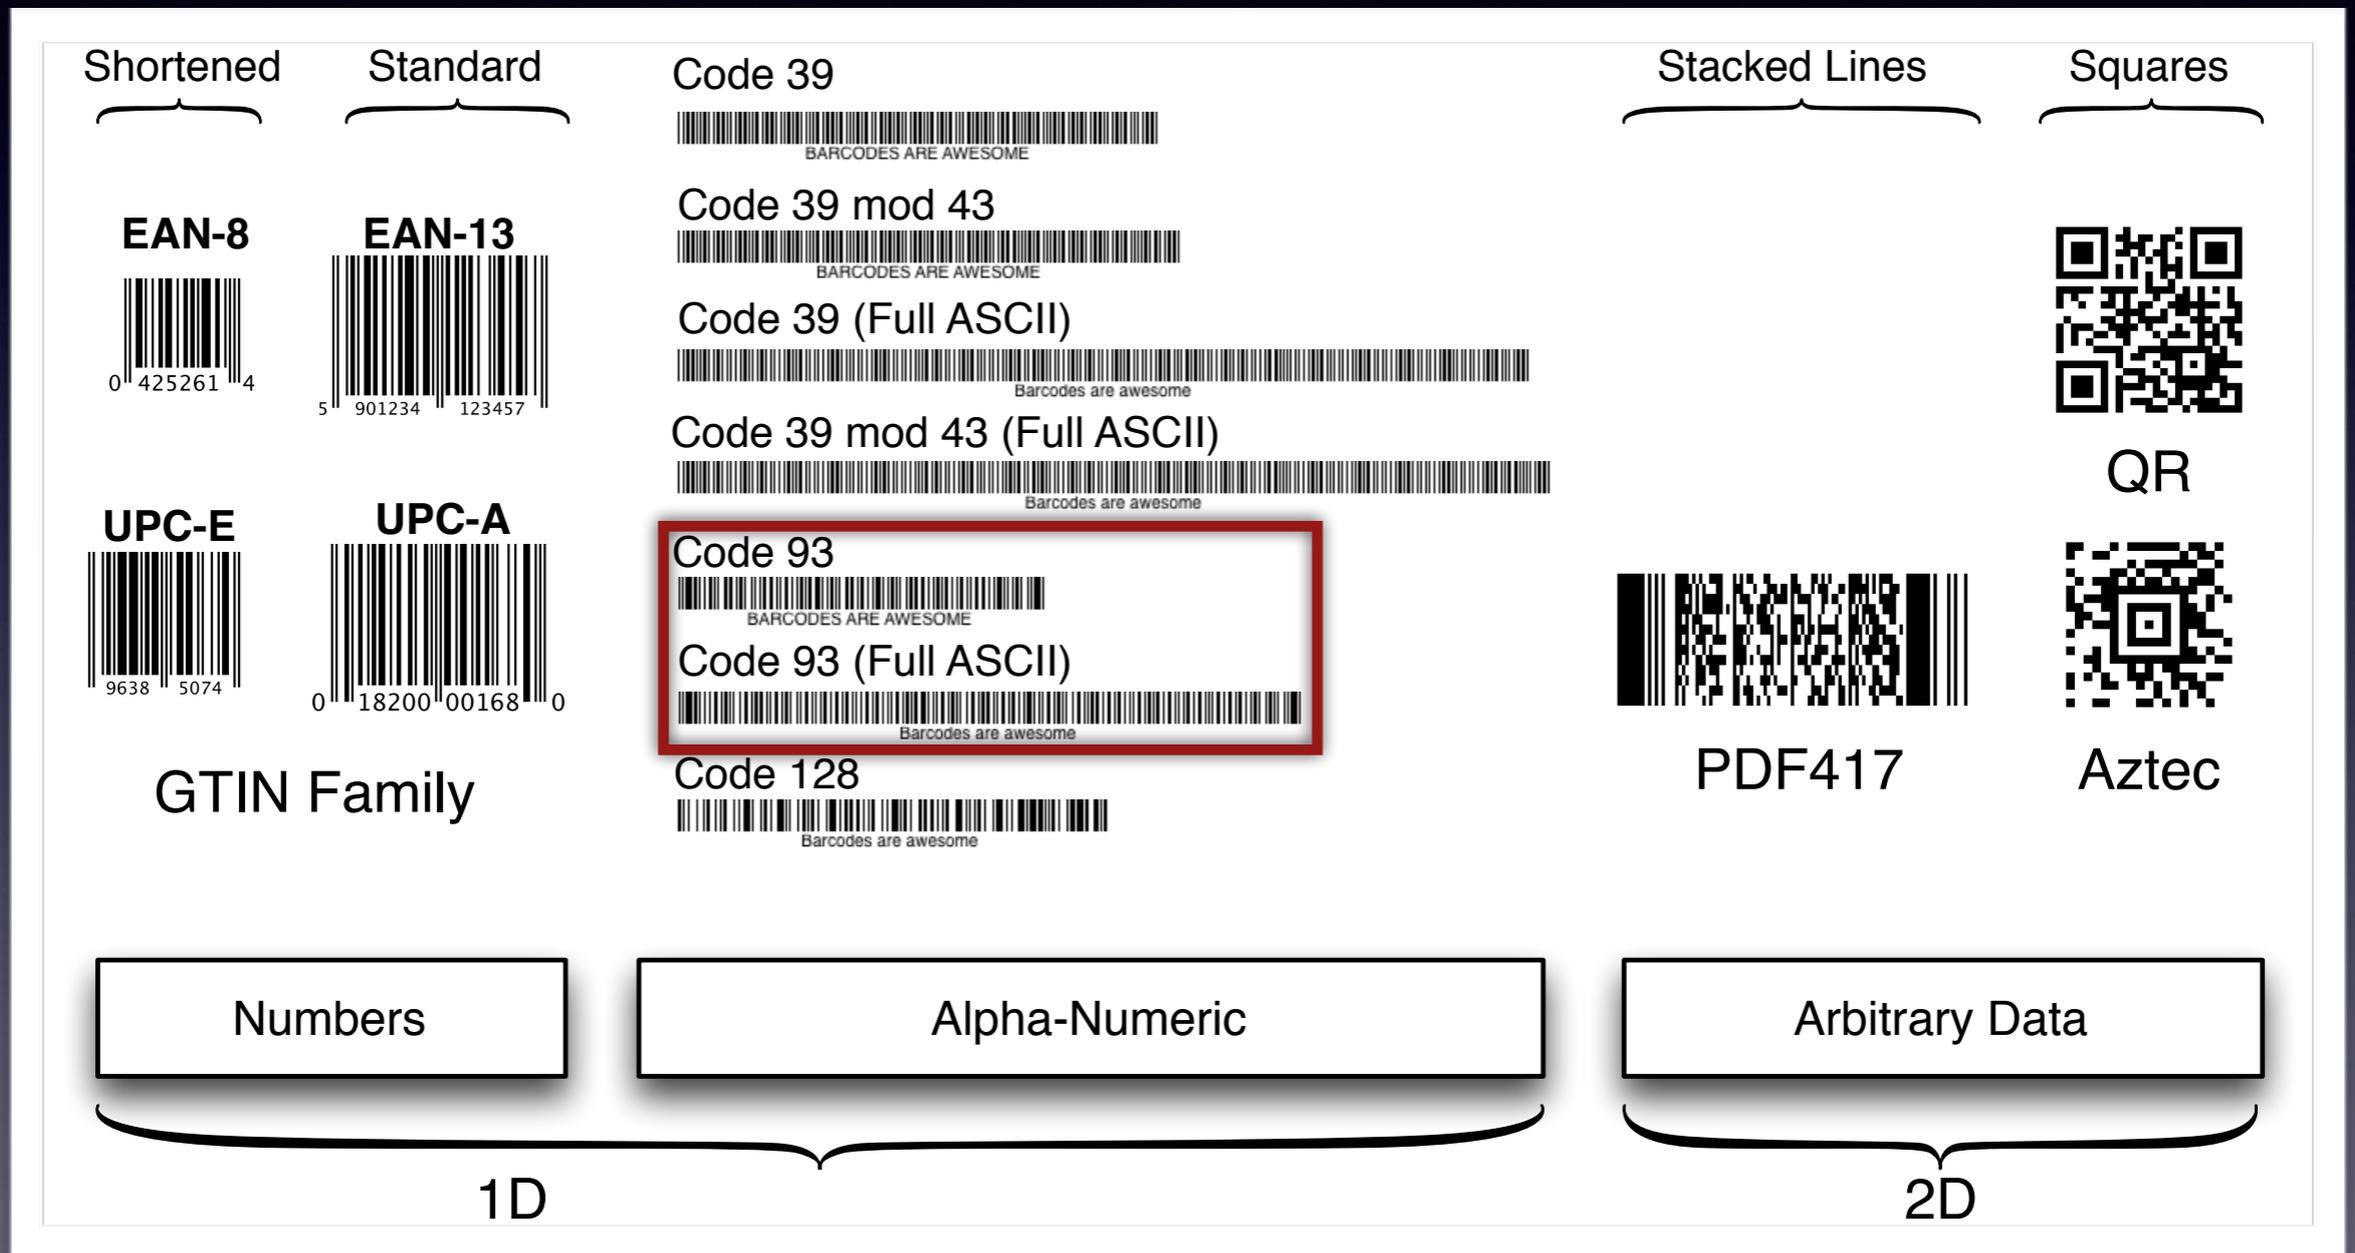 Shortened
Standard
EAN-8
EAN-13
0 425261 4
5 901234 123457
UPC-E
UPC-A
9638 5074
0 18200 00168 0
GTIN Family
Code 39
BARCODES ARE AWESOME
Code 39 mod 43
BARCODES ARE AWESOME
Code 39 (Full ASCII)
Barcodes are awesome
Code 39 mod 43 (Full ASCII)
Barcodes are awesome
Code 93
BARCODES ARE AWESOME
Code 93 (Full ASCII)
Barcodes are awesome
Code 128
Barcodes are awesome
Stacked Lines
Squares
QR
PDF417
Aztec
Numbers
Alpha-Numeric
Arbitrary Data
1D
2D